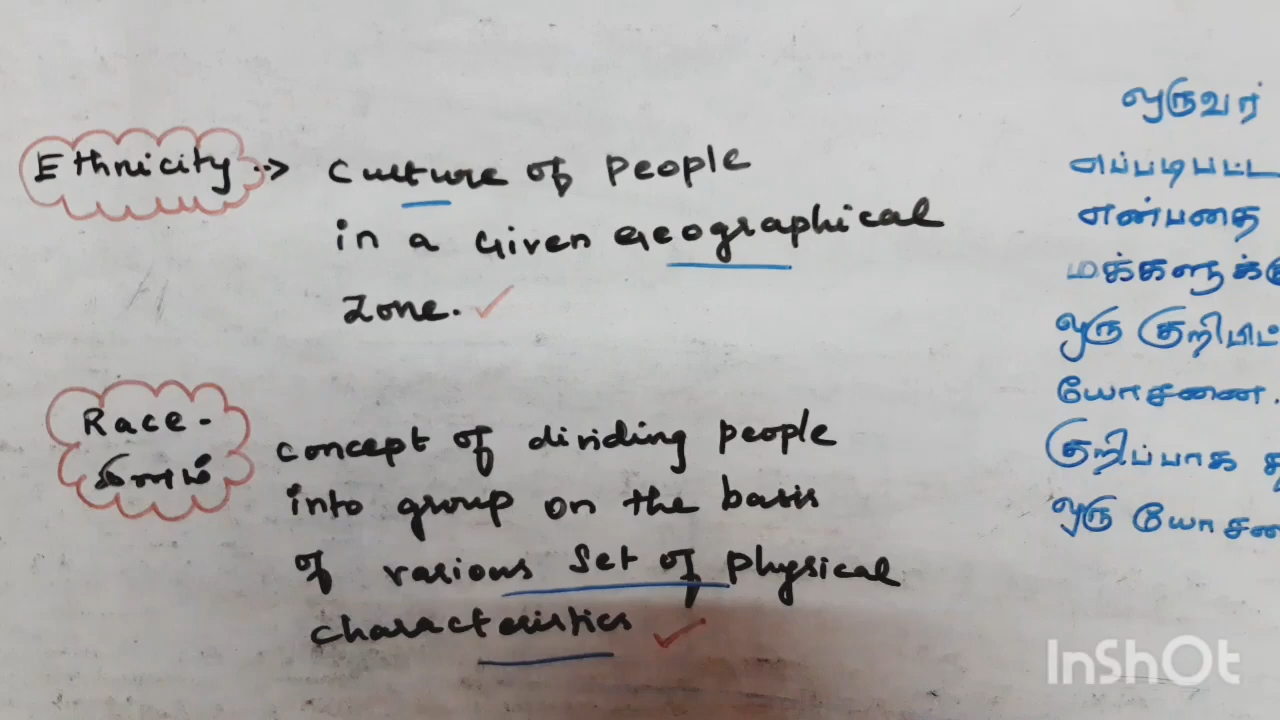 Ethnicity → Culture of people
in a Given Geographical
Zone. ✓
Race -
இனம்
concept of dividing people
into group on the basis
of various Set of physical
characteristics ✓
ஒருவர்
எப்படிபட்ட
என்பதை
மக்களுக்கு
ஒரு குறிபிட்
யோசனை.
குறிப்பாக
ஒரு யோசனை
InShOt